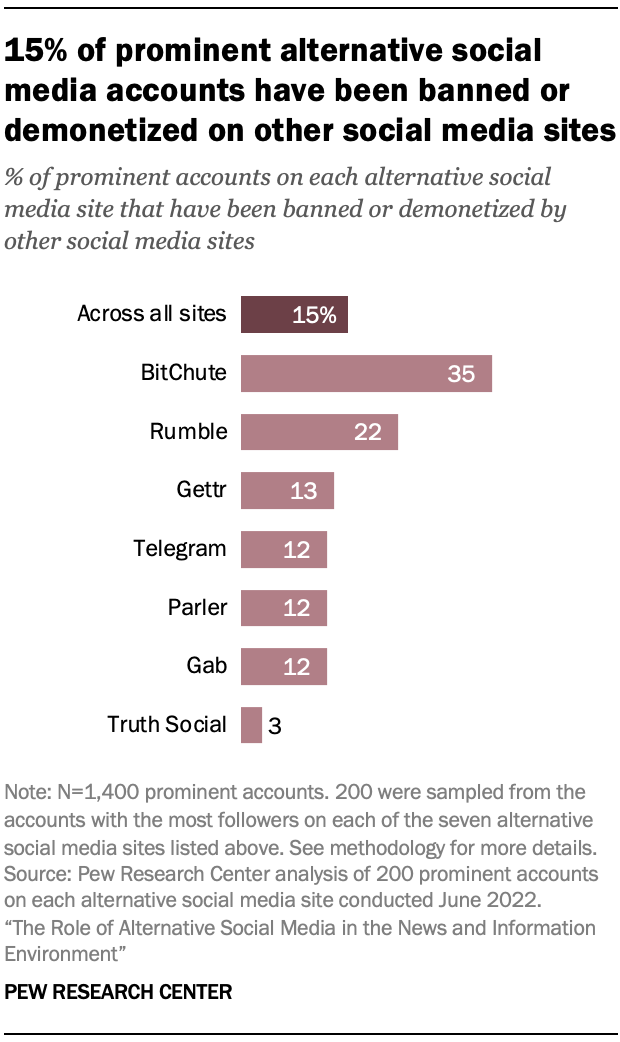 15% of prominent alternative social
media accounts have been banned or
demonetized on other social media sites
% of prominent accounts on each alternative social
media site that have been banned or demonetized by
other social media sites
Across all sites 15%
BitChute 35
Rumble 22
Gettr 13
Telegram 12
Parler 12
Gab 12
Truth Social 3
Note: N=1,400 prominent accounts. 200 were sampled from the
accounts with the most followers on each of the seven alternative
social media sites listed above. See methodology for more details.
Source: Pew Research Center analysis of 200 prominent accounts
on each alternative social media site conducted June 2022.
“The Role of Alternative Social Media in the News and Information
Environment”
PEW RESEARCH CENTER